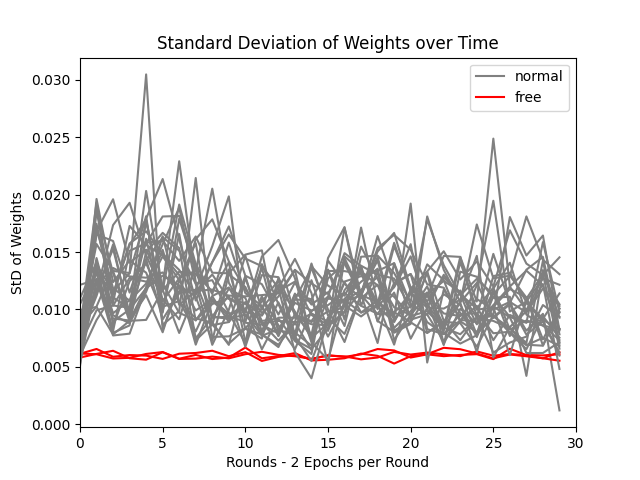 Standard Deviation of Weights over Time
normal
free
StD of Weights
0.030
0.025
0.020
0.015
0.010
0.005
0.000
0 5 10 15 20 25 30
Rounds - 2 Epochs per Round